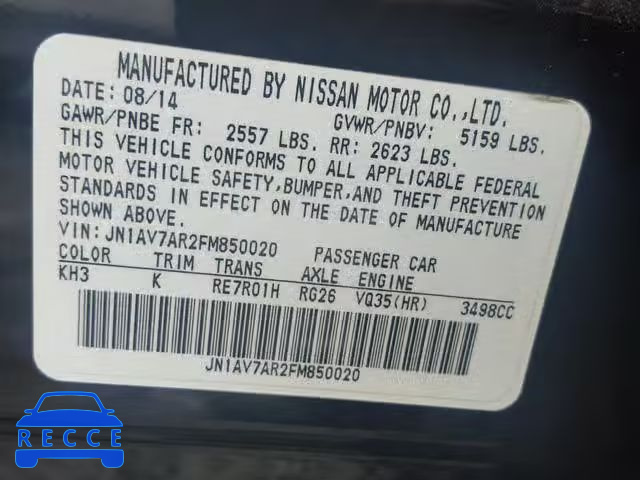 MANUFACTURED BY NISSAN MOTOR CO.,LTD.
DATE: 08/14
GAWR/PNBE FR: 2557 LBS. GVWR/PNBV: 5159 LBS.
RR: 2623 LBS.
THIS VEHICLE CONFORMS TO ALL APPLICABLE FEDERAL
MOTOR VEHICLE SAFETY,BUMPER,AND THEFT PREVENTION
STANDARDS IN EFFECT ON THE DATE OF MANUFACTURE
SHOWN ABOVE.
VIN: JN1AV7AR2FM850020 PASSENGER CAR
COLOR TRIM TRANS AXLE ENGINE
KH3 K RE7R01H RG26 VQ35(HR) 3498CC
JN1AV7AR2FM850020
RECCE